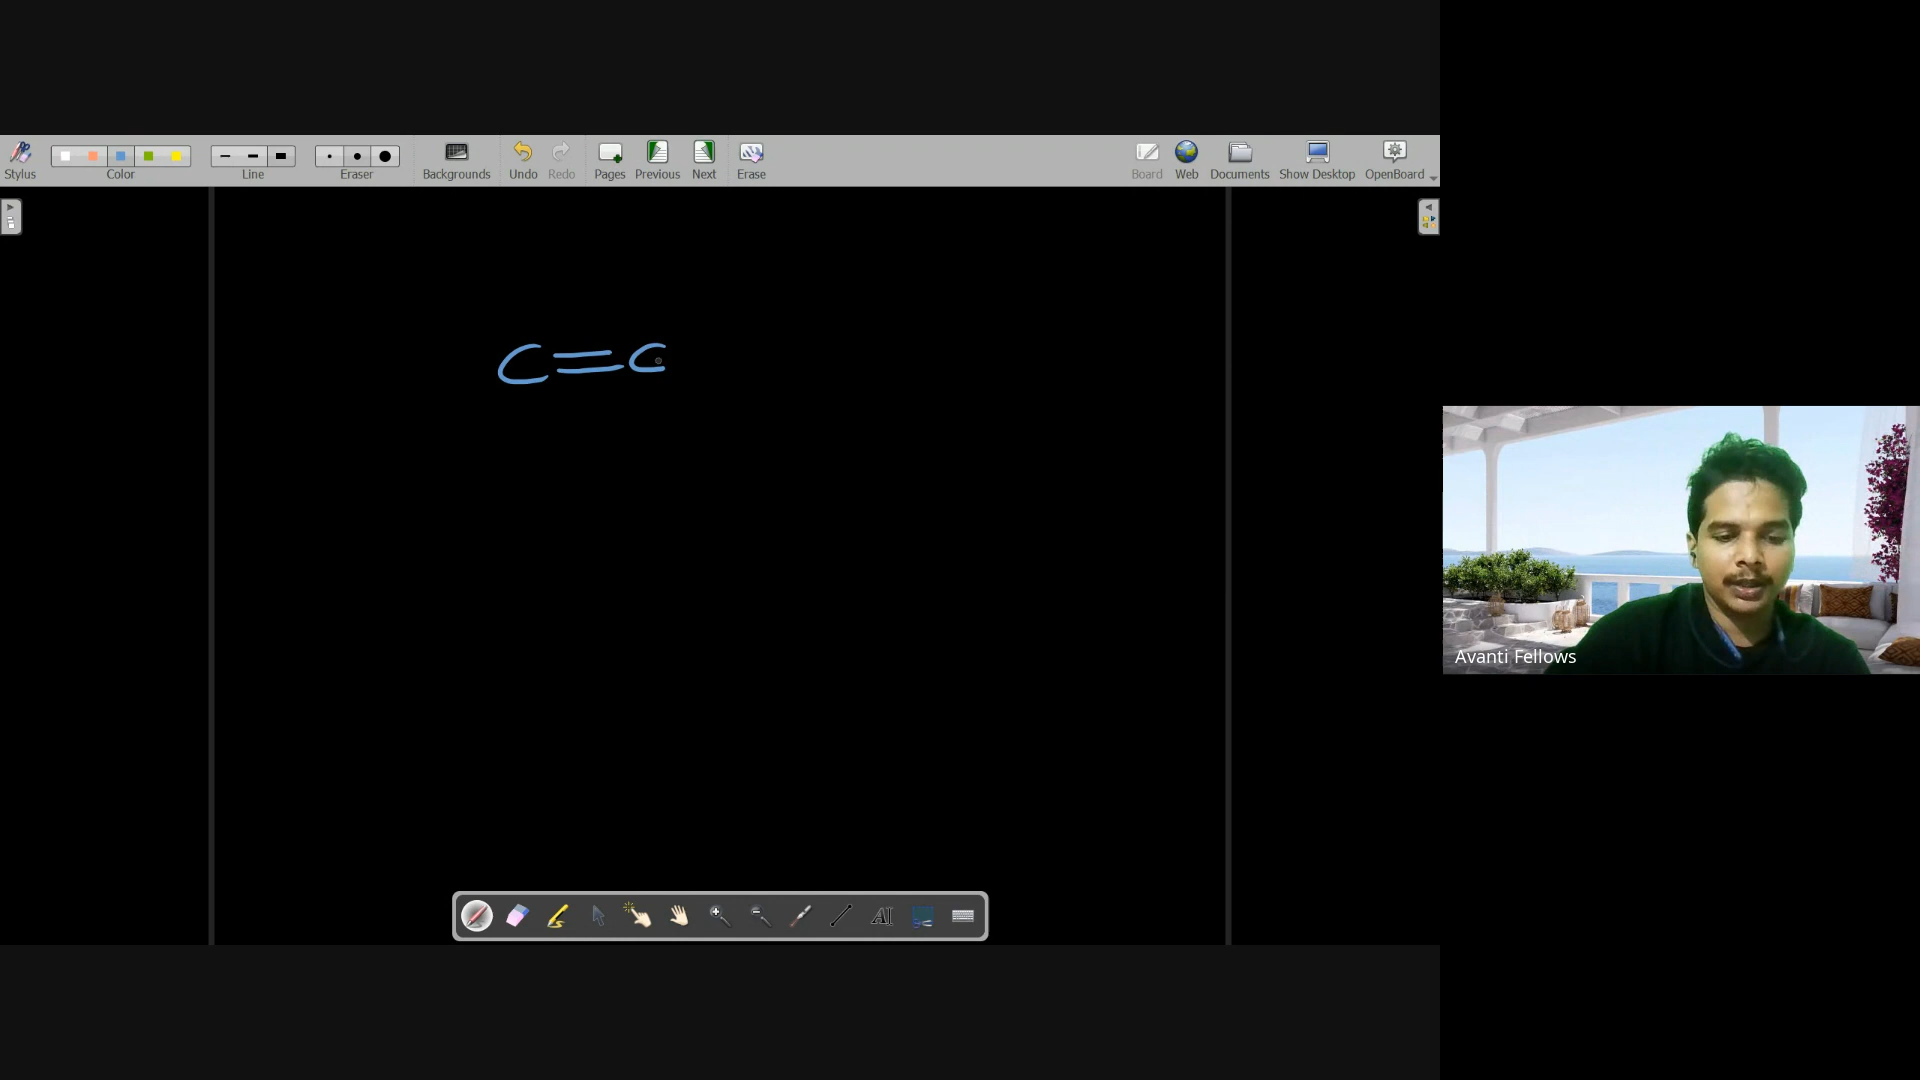 Stylus Color Line Eraser Backgrounds Undo Redo Pages Previous Next Erase Board Web Documents Show Desktop OpenBoard
C=C
Avanti Fellows
AI